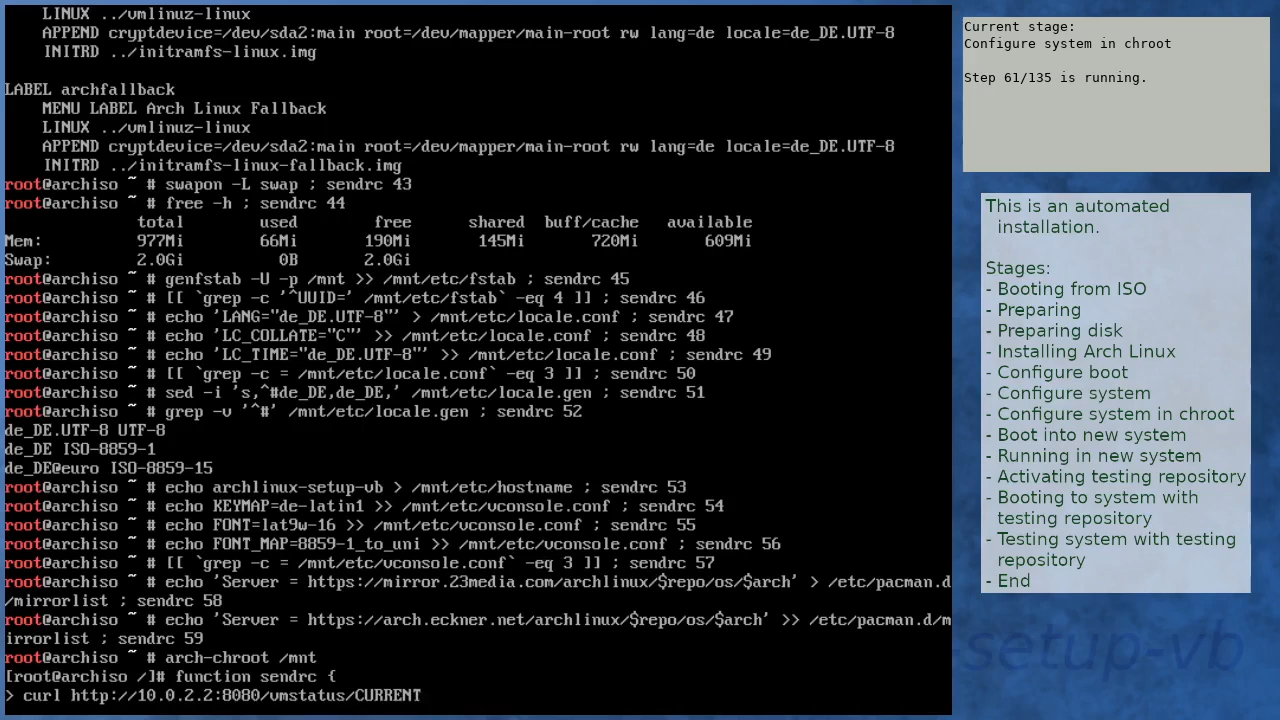 LINUX ../vmlinuz-linux
APPEND cryptdevice=/dev/sda2:main root=/dev/mapper/main-root rw lang=de locale=de_DE.UTF-8
INITRD ../initramfs-linux.img
LABEL archfallback
MENU LABEL Arch Linux Fallback
LINUX ../vmlinuz-linux
APPEND cryptdevice=/dev/sda2:main root=/dev/mapper/main-root rw lang=de locale=de_DE.UTF-8
INITRD ../initramfs-linux-fallback.img
root@archiso ~ # swapon -L swap ; sendrc 43
root@archiso ~ # free -h ; sendrc 44
total used free shared buff/cache available
Mem: 977Mi 66Mi 190Mi 145Mi 720Mi 609Mi
Swap: 2.0Gi 0B 2.0Gi
root@archiso ~ # genfstab -U -p /mnt >> /mnt/etc/fstab ; sendrc 45
root@archiso ~ # [[ `grep -c '^UUID=' /mnt/etc/fstab` -eq 4 ]] ; sendrc 46
root@archiso ~ # echo 'LANG="de_DE.UTF-8"' > /mnt/etc/locale.conf ; sendrc 47
root@archiso ~ # echo 'LC_COLLATE="C"' >> /mnt/etc/locale.conf ; sendrc 48
root@archiso ~ # echo 'LC_TIME="de_DE.UTF-8"' >> /mnt/etc/locale.conf ; sendrc 49
root@archiso ~ # [[ `grep -c = /mnt/etc/locale.conf` -eq 3 ]] ; sendrc 50
root@archiso ~ # sed -i 's,^#de_DE,de_DE,' /mnt/etc/locale.gen ; sendrc 51
root@archiso ~ # grep -v '^#' /mnt/etc/locale.gen ; sendrc 52
de_DE.UTF-8 UTF-8
de_DE ISO-8859-1
de_DE@euro ISO-8859-15
root@archiso ~ # echo archlinux-setup-vb > /mnt/etc/hostname ; sendrc 53
root@archiso ~ # echo KEYMAP=de-latin1 >> /mnt/etc/vconsole.conf ; sendrc 54
root@archiso ~ # echo FONT=lat9w-16 >> /mnt/etc/vconsole.conf ; sendrc 55
root@archiso ~ # echo FONT_MAP=8859-1_to_uni >> /mnt/etc/vconsole.conf ; sendrc 56
root@archiso ~ # [[ `grep -c = /mnt/etc/vconsole.conf` -eq 3 ]] ; sendrc 57
root@archiso ~ # echo 'Server = https://mirror.23media.com/archlinux/$repo/os/$arch' > /etc/pacman.d
/mirrorlist ; sendrc 58
root@archiso ~ # echo 'Server = https://arch.eckner.net/archlinux/$repo/os/$arch' >> /etc/pacman.d/m
irrorlist ; sendrc 59
root@archiso ~ # arch-chroot /mnt
[root@archiso /]# function sendrc {
> curl http://10.0.2.2:8080/vmstatus/CURRENT
Current stage:
Configure system in chroot
Step 61/135 is running.
This is an automated
installation.
Stages:
- Booting from ISO
- Preparing
- Preparing disk
- Installing Arch Linux
- Configure boot
- Configure system
- Configure system in chroot
- Boot into new system
- Running in new system
- Activating testing repository
- Booting to system with
testing repository
- Testing system with testing
repository
- End
-setup-vb